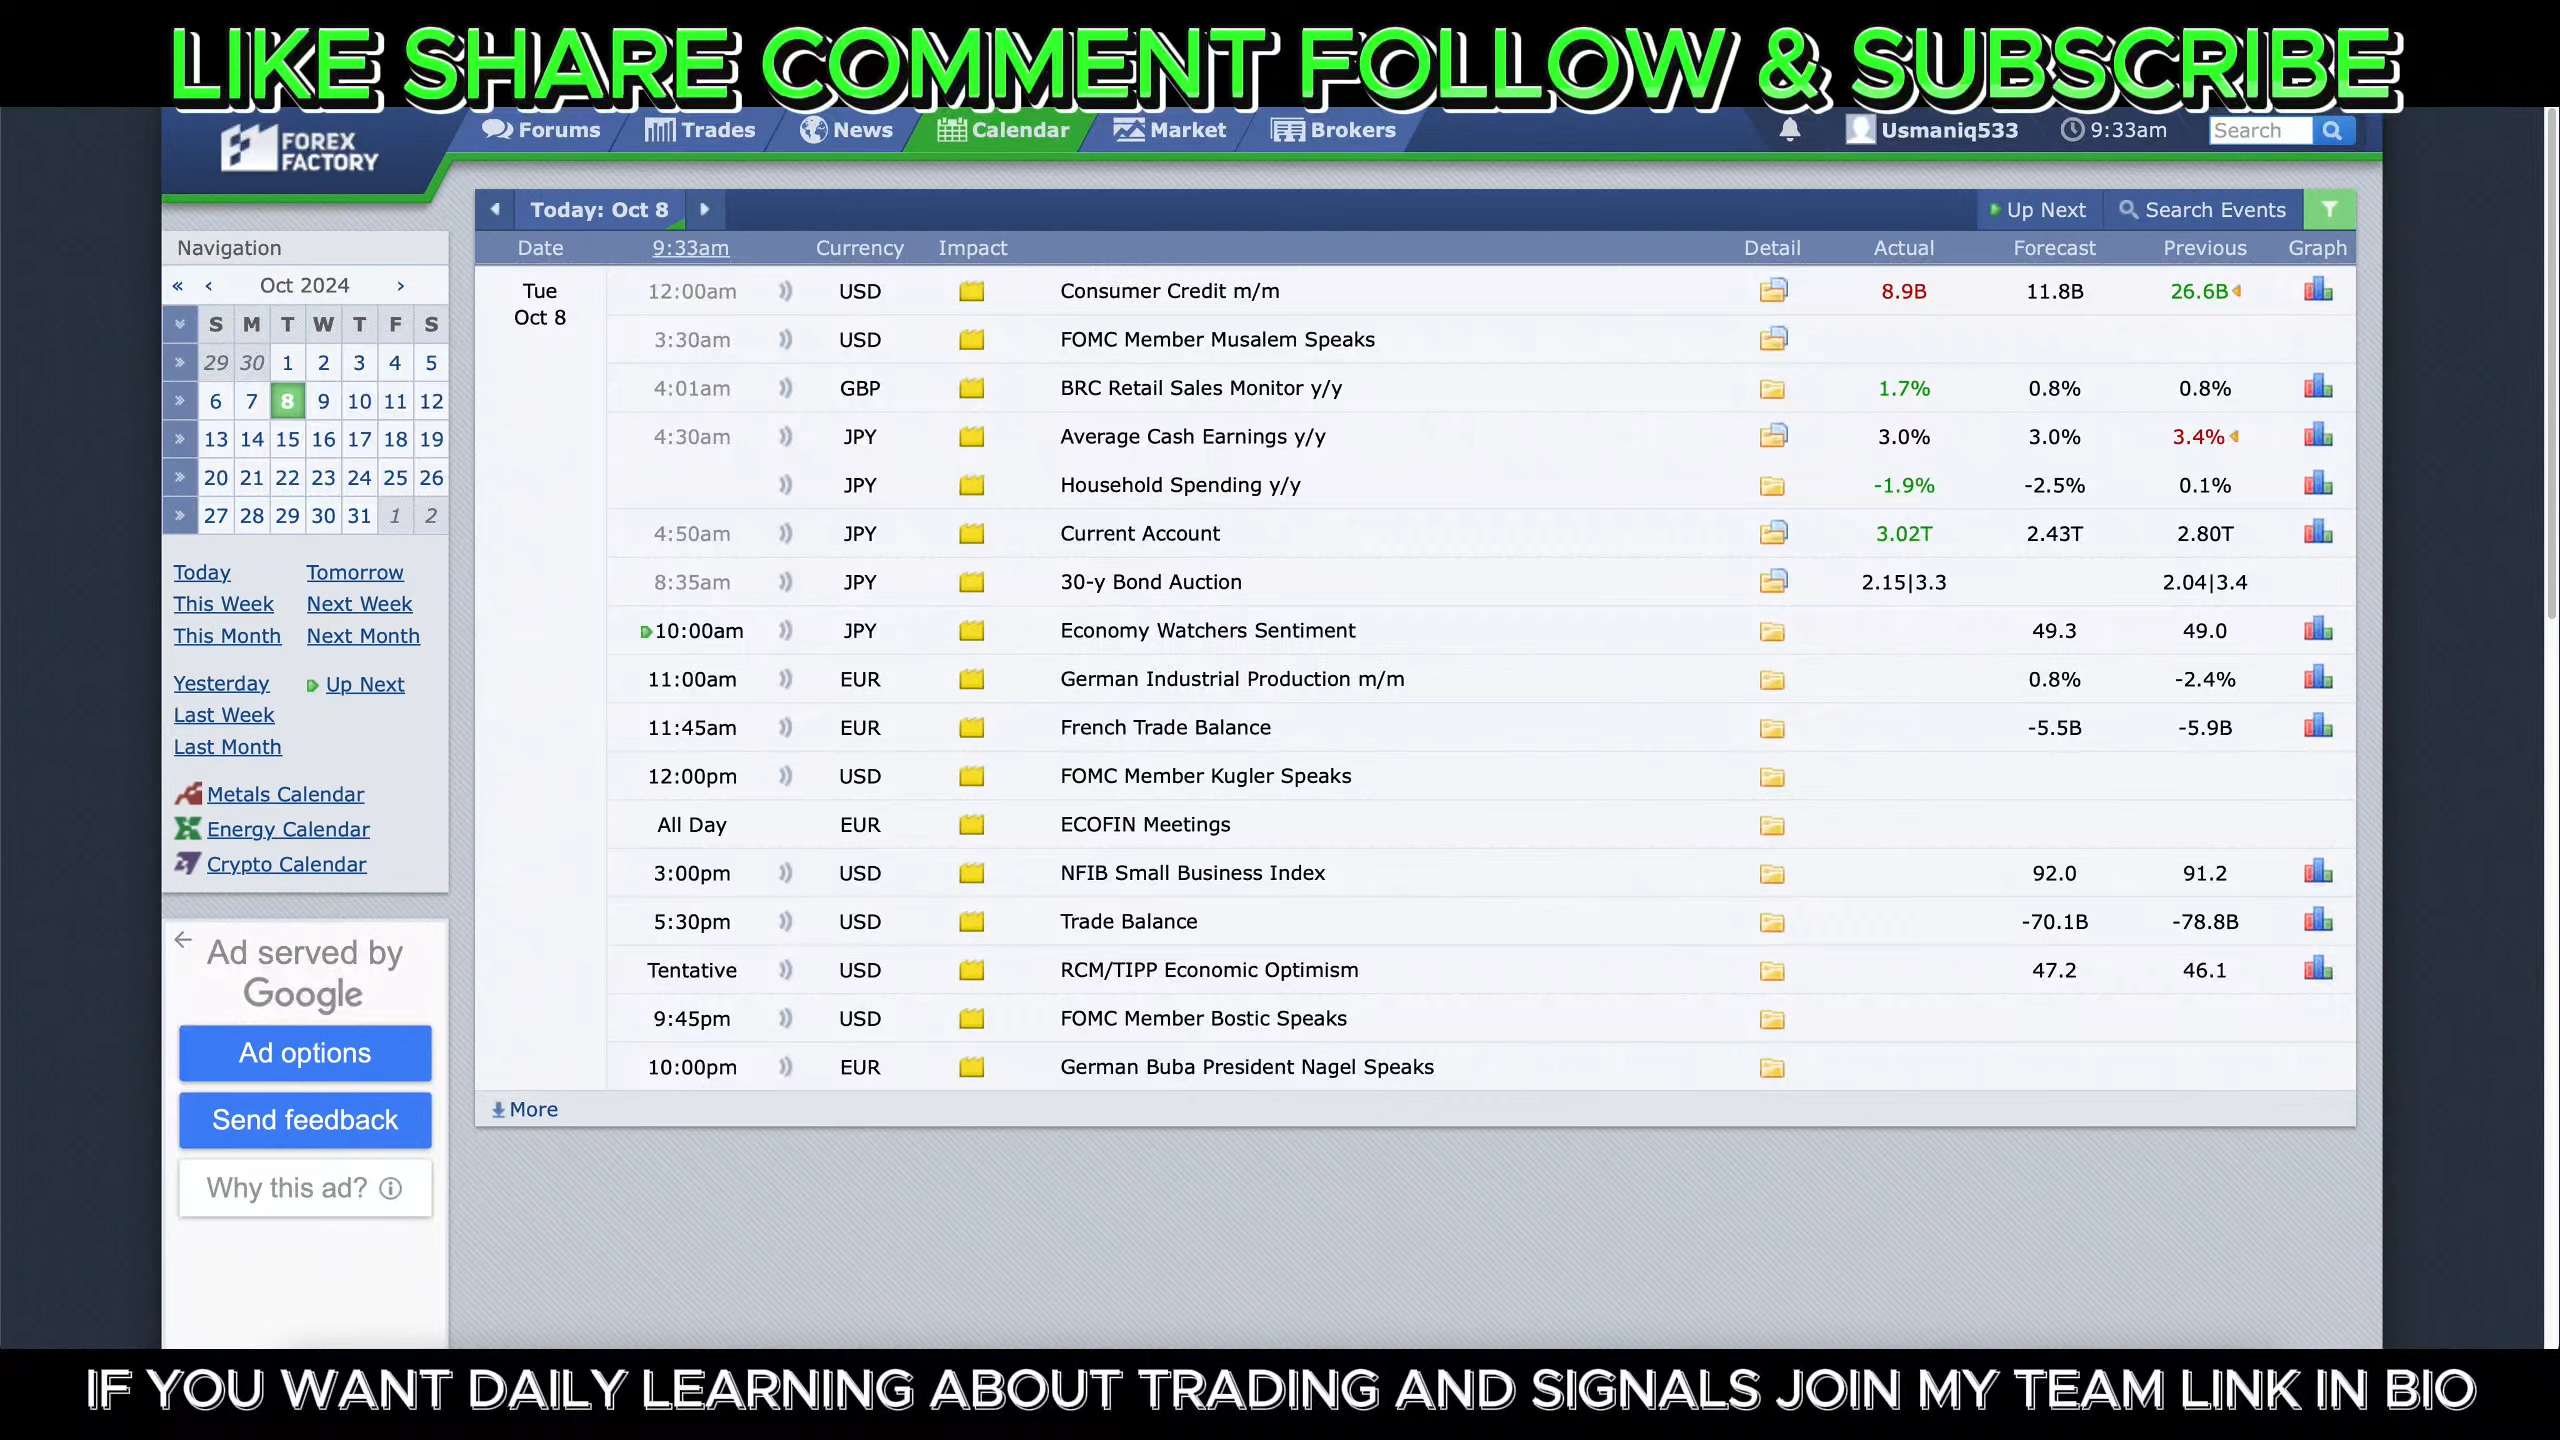 LIKE SHARE COMMENT FOLLOW & SUBSCRIBE
FOREX FACTORY
Forums Trades News Calendar Market Brokers Usmaniq533 9:33am Search
Today: Oct 8 Up Next Search Events
Date 9:33am Currency Impact Detail Actual Forecast Previous Graph
Tue Oct 8
12:00am USD Consumer Credit m/m 8.9B 11.8B 26.6B
3:30am USD FOMC Member Musalem Speaks
4:01am GBP BRC Retail Sales Monitor y/y 1.7% 0.8% 0.8%
4:30am JPY Average Cash Earnings y/y 3.0% 3.0% 3.4%
JPY Household Spending y/y -1.9% -2.5% 0.1%
4:50am JPY Current Account 3.02T 2.43T 2.80T
8:35am JPY 30-y Bond Auction 2.15|3.3 2.04|3.4
10:00am JPY Economy Watchers Sentiment 49.3 49.0
11:00am EUR German Industrial Production m/m 0.8% -2.4%
11:45am EUR French Trade Balance -5.5B -5.9B
12:00pm USD FOMC Member Kugler Speaks
All Day EUR ECOFIN Meetings
3:00pm USD NFIB Small Business Index 92.0 91.2
5:30pm USD Trade Balance -70.1B -78.8B
Tentative USD RCM/TIPP Economic Optimism 47.2 46.1
9:45pm USD FOMC Member Bostic Speaks
10:00pm EUR German Buba President Nagel Speaks
More
Navigation
« ‹ Oct 2024 ›
S M T W T F S
29 30 1 2 3 4 5
6 7 8 9 10 11 12
13 14 15 16 17 18 19
20 21 22 23 24 25 26
27 28 29 30 31 1 2
Today Tomorrow
This Week Next Week
This Month Next Month
Yesterday Up Next
Last Week
Last Month
Metals Calendar
Energy Calendar
Crypto Calendar
Ad served by
Google
Ad options
Send feedback
Why this ad?
IF YOU WANT DAILY LEARNING ABOUT TRADING AND SIGNALS JOIN MY TEAM LINK IN BIO